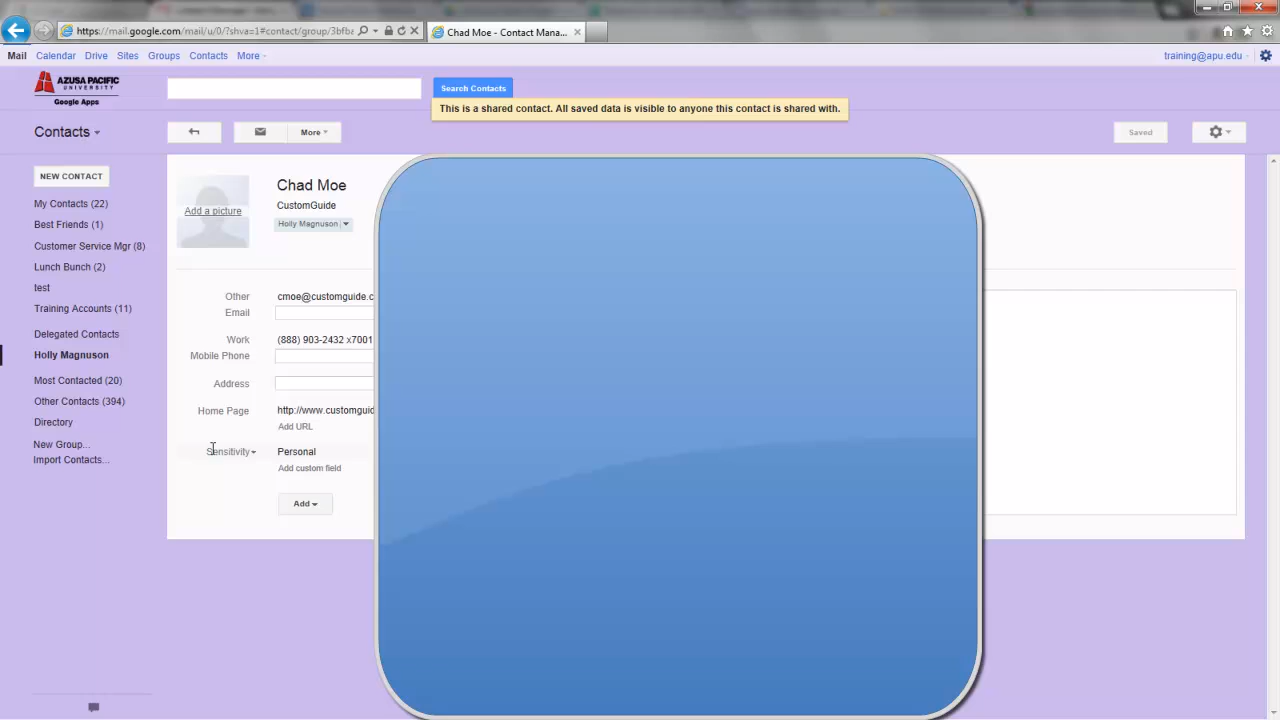 https://mail.google.com/mail/u/0/?shva=1#contact/group/3bfba
Chad Moe - Contact Mana...
Mail Calendar Drive Sites Groups Contacts More
training@apu.edu
AZUSA PACIFIC
UNIVERSITY
Google Apps
Search Contacts
This is a shared contact. All saved data is visible to anyone this contact is shared with.
Contacts
More
Saved
NEW CONTACT
My Contacts (22)
Best Friends (1)
Customer Service Mgr (8)
Lunch Bunch (2)
test
Training Accounts (11)
Delegated Contacts
Holly Magnuson
Most Contacted (20)
Other Contacts (394)
Directory
New Group...
Import Contacts...
Add a picture
Chad Moe
CustomGuide
Holly Magnuson
Other cmoe@customguide.c
Email
Work (888) 903-2432 x7001
Mobile Phone
Address
Home Page http://www.customguid
Add URL
Sensitivity Personal
Add custom field
Add